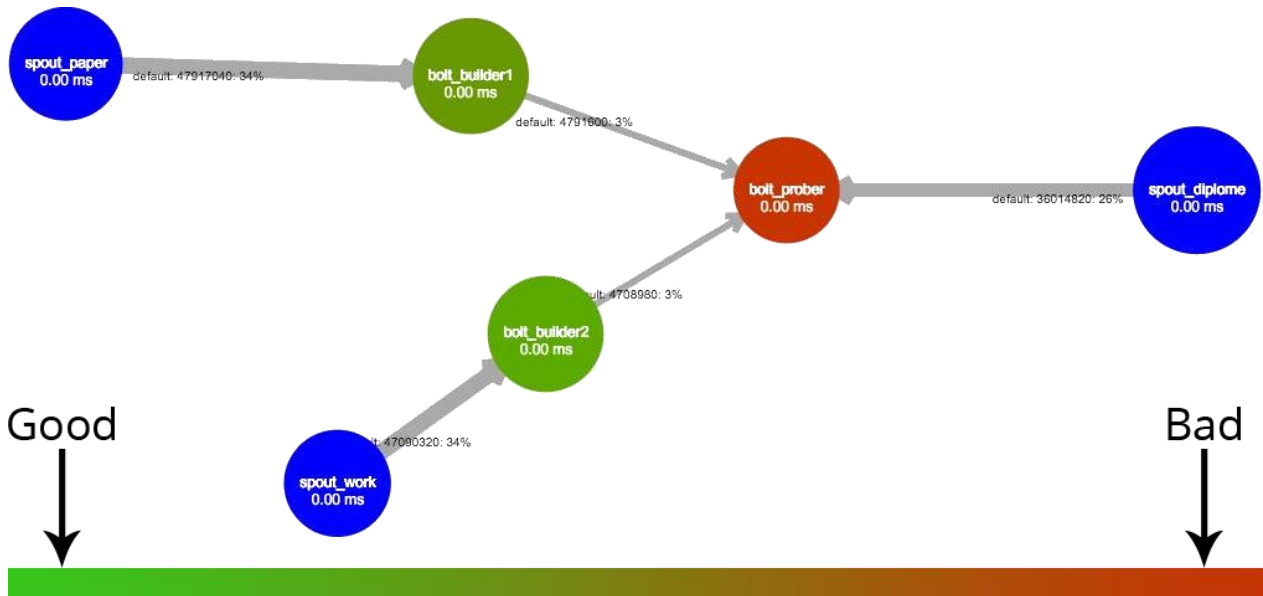 spout_paper
0.00 ms
default: 47917040: 34%
bolt_builder1
0.00 ms
default: 4791600: 3%
bolt_prober
0.00 ms
spout_diplome
0.00 ms
default: 36014820: 26%
ult: 4708980: 3%
bolt_builder2
0.00 ms
47090320: 34%
spout_work
0.00 ms
Good
Bad